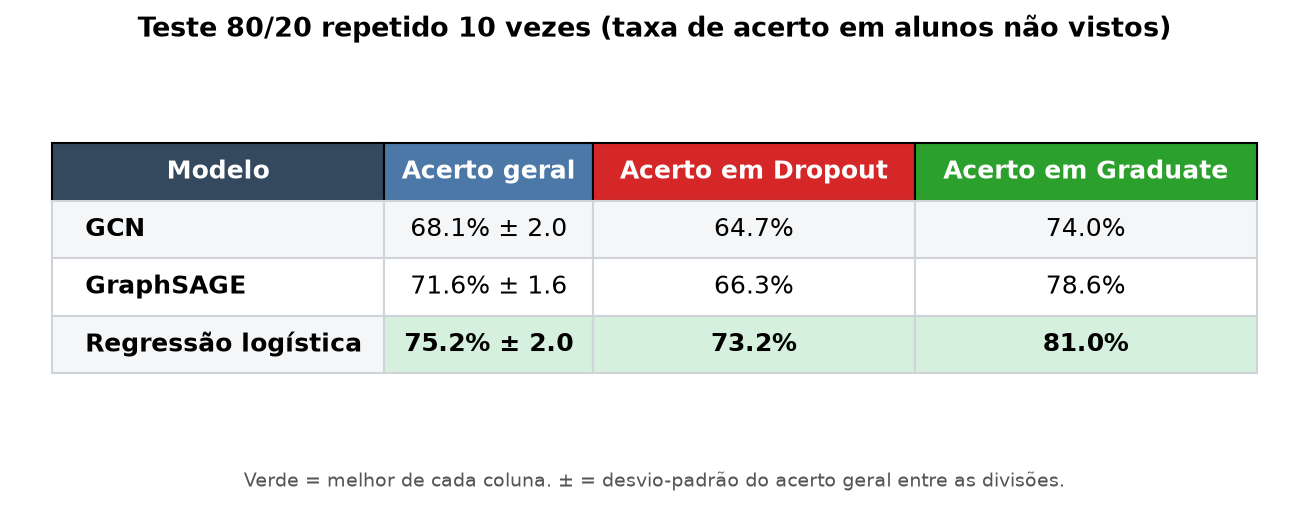 Teste 80/20 repetido 10 vezes (taxa de acerto em alunos não vistos)
Modelo Acerto geral Acerto em Dropout Acerto em Graduate
GCN 68.1% ± 2.0 64.7% 74.0%
GraphSAGE 71.6% ± 1.6 66.3% 78.6%
Regressão logística 75.2% ± 2.0 73.2% 81.0%
Verde = melhor de cada coluna. ± = desvio-padrão do acerto geral entre as divisões.